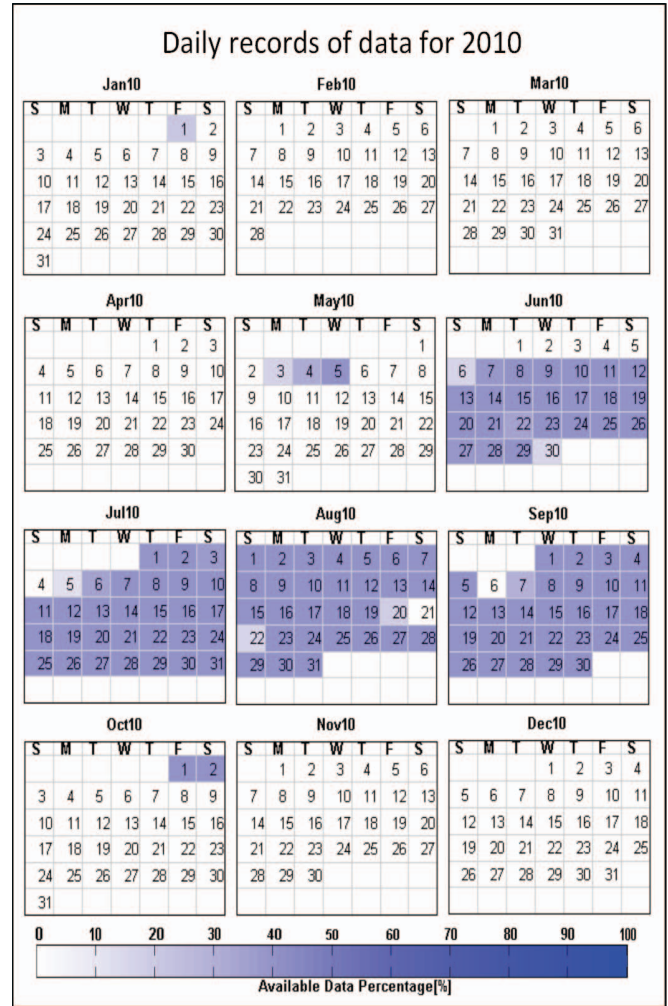 Daily records of data for 2010
Jan10 Feb10 Mar10
S M T W T F S S M T W T F S S M T W T F S
1 2 1 2 3 4 5 6 1 2 3 4 5 6
3 4 5 6 7 8 9 7 8 9 10 11 12 13 7 8 9 10 11 12 13
10 11 12 13 14 15 16 14 15 16 17 18 19 20 14 15 16 17 18 19 20
17 18 19 20 21 22 23 21 22 23 24 25 26 27 21 22 23 24 25 26 27
24 25 26 27 28 29 30 28 28 29 30 31
31
Apr10 May10 Jun10
S M T W T F S S M T W T F S S M T W T F S
1 2 3 1 1 2 3 4 5
4 5 6 7 8 9 10 2 3 4 5 6 7 8 6 7 8 9 10 11 12
11 12 13 14 15 16 17 9 10 11 12 13 14 15 13 14 15 16 17 18 19
18 19 20 21 22 23 24 16 17 18 19 20 21 22 20 21 22 23 24 25 26
25 26 27 28 29 30 23 24 25 26 27 28 29 27 28 29 30
30 31
Jul10 Aug10 Sep10
S M T W T F S S M T W T F S S M T W T F S
1 2 3 1 2 3 4 5 6 7 1 2 3 4
4 5 6 7 8 9 10 8 9 10 11 12 13 14 5 6 7 8 9 10 11
11 12 13 14 15 16 17 15 16 17 18 19 20 21 12 13 14 15 16 17 18
18 19 20 21 22 23 24 22 23 24 25 26 27 28 19 20 21 22 23 24 25
25 26 27 28 29 30 31 29 30 31 26 27 28 29 30
Oct10 Nov10 Dec10
S M T W T F S S M T W T F S S M T W T F S
1 2 1 2 3 4 5 6 1 2 3 4
3 4 5 6 7 8 9 7 8 9 10 11 12 13 5 6 7 8 9 10 11
10 11 12 13 14 15 16 14 15 16 17 18 19 20 12 13 14 15 16 17 18
17 18 19 20 21 22 23 21 22 23 24 25 26 27 19 20 21 22 23 24 25
24 25 26 27 28 29 30 28 29 30 26 27 28 29 30 31
31
0 10 20 30 40 50 60 70 80 90 100
Available Data Percentage[%]